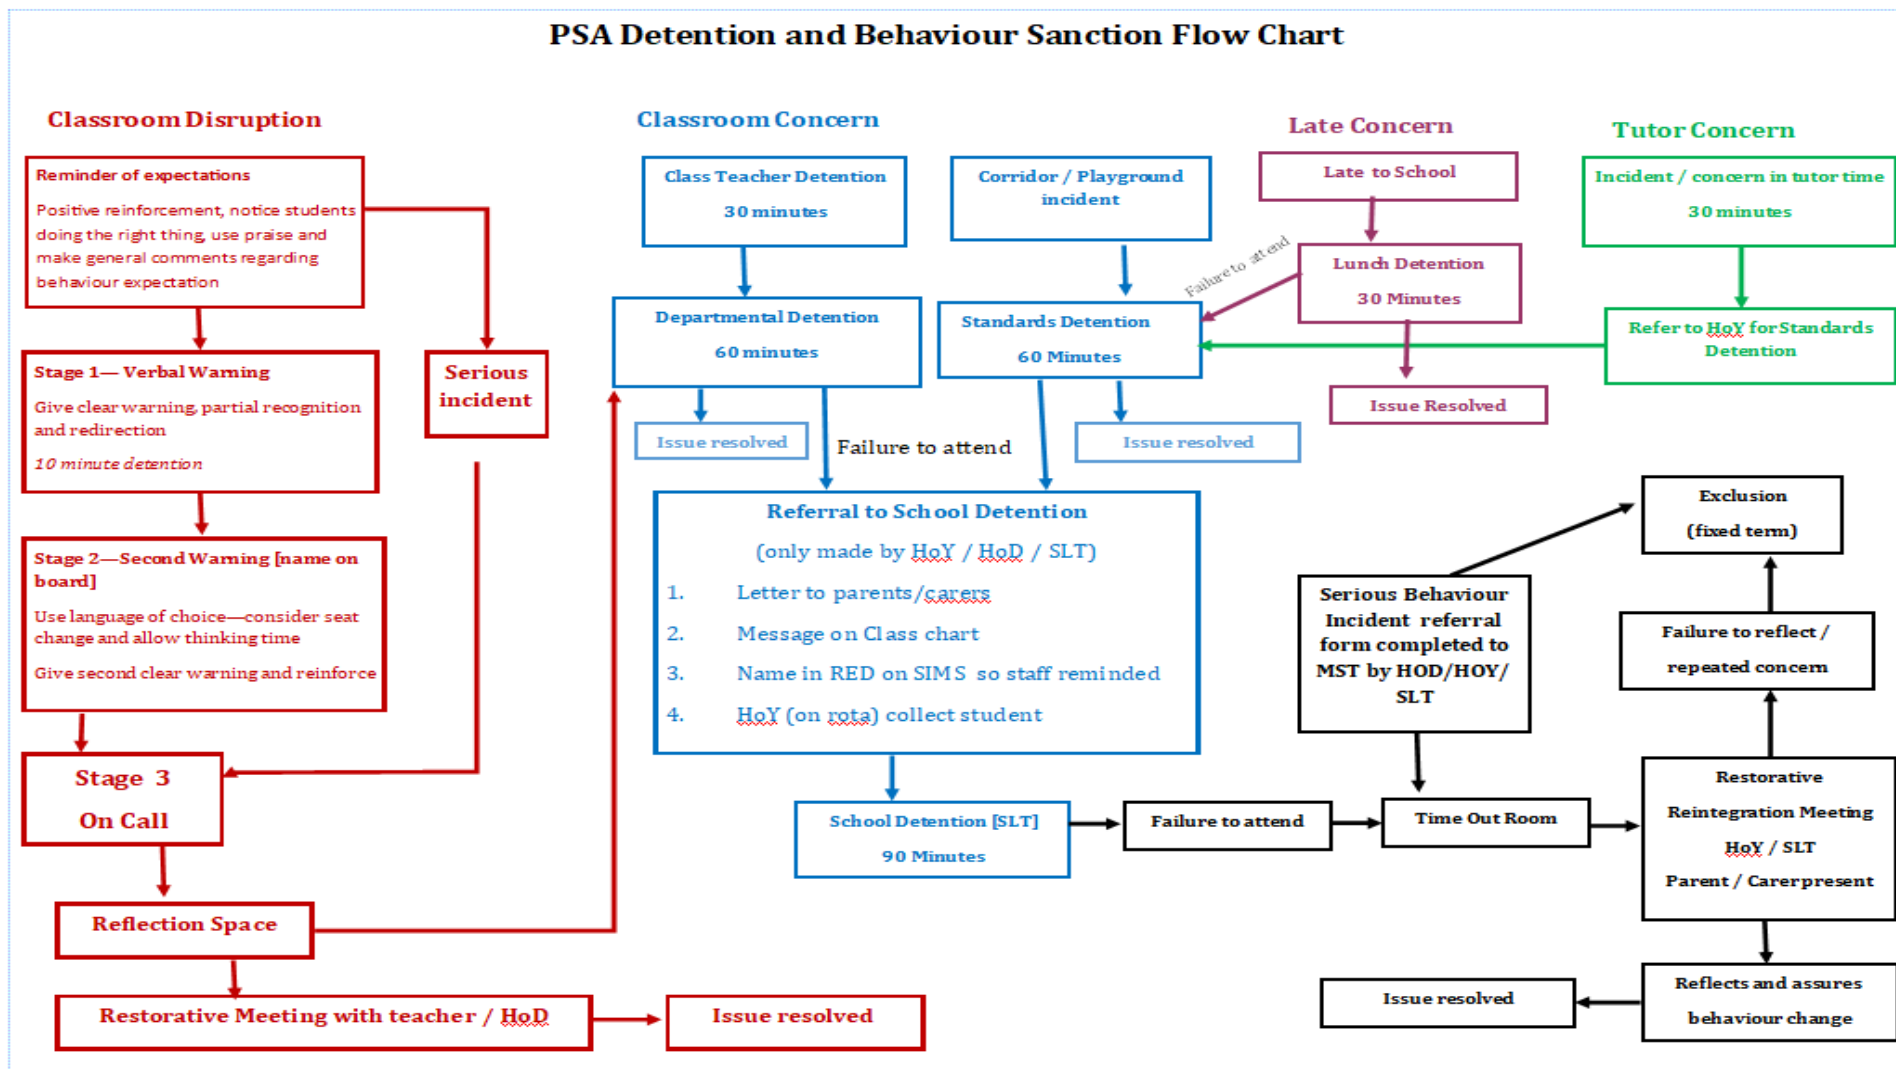 PSA Detention and Behaviour Sanction Flow Chart
Classroom Disruption
Reminder of expectations
Positive reinforcement, notice students
doing the right thing, use praise and
make general comments regarding
behaviour expectation
Serious
incident
Stage 1— Verbal Warning
Give clear warning, partial recognition
and redirection
10 minute detention
Stage 2—Second Warning [name on
board]
Use language of choice—consider seat
change and allow thinking time
Give second clear warning and reinforce
Stage 3
On Call
Reflection Space
Restorative Meeting with teacher / HoD
Issue resolved
Classroom Concern
Class Teacher Detention
30 minutes
Departmental Detention
60 minutes
Issue resolved
Failure to attend
Corridor / Playground
incident
Standards Detention
60 Minutes
Issue resolved
Referral to School Detention
(only made by HoY / HoD / SLT)
1. Letter to parents/carers
2. Message on Class chart
3. Name in RED on SIMS so staff reminded
4. HoY (on rota) collect student
School Detention [SLT]
90 Minutes
Late Concern
Late to School
Failure to attend
Lunch Detention
30 Minutes
Issue Resolved
Tutor Concern
Incident / concern in tutor time
30 minutes
Refer to HoY for Standards
Detention
Failure to attend
Serious Behaviour
Incident referral
form completed to
MST by HOD/HOY/
SLT
Time Out Room
Exclusion
(fixed term)
Failure to reflect /
repeated concern
Restorative
Reintegration Meeting
HoY / SLT
Parent / Carer present
Reflects and assures
behaviour change
Issue resolved